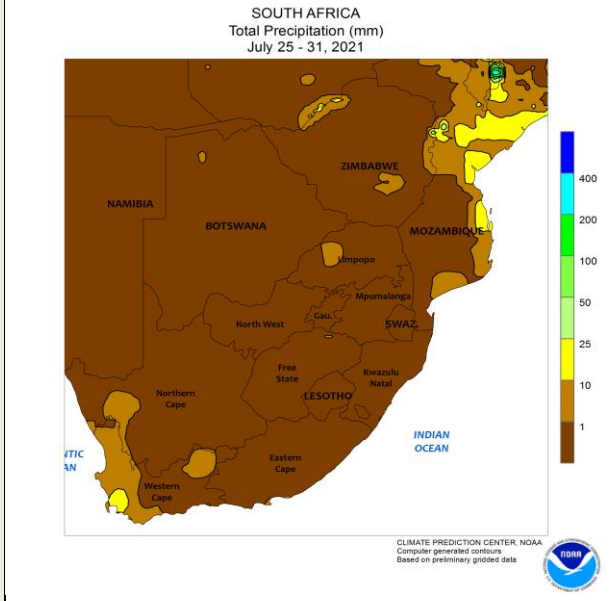 SOUTH AFRICA
Total Precipitation (mm)
July 25 - 31, 2021
ZIMBABWE
NAMIBIA
BOTSWANA
MOZAMBIQUE
Limpopo
Mpumalanga
North West
Gau.
SWAZ.
Free
State
Kwazulu
Natal
Northern
Cape
LESOTHO
Eastern
Cape
Western
Cape
NTIC
AN
INDIAN
OCEAN
400
200
100
50
25
10
1
CLIMATE PREDICTION CENTER, NOAA
Computer generated contours
Based on preliminary gridded data
NOAA